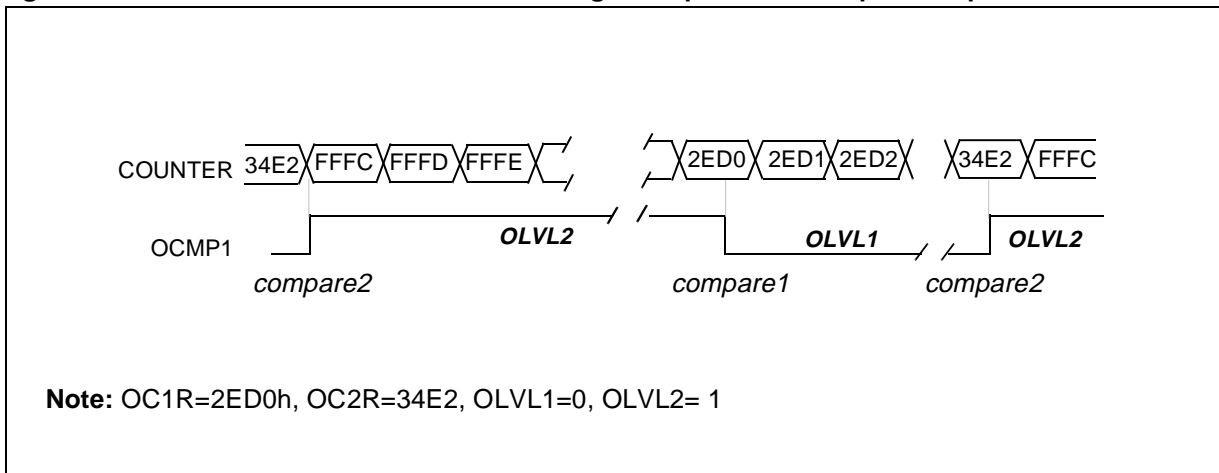 COUNTER 34E2 FFFC FFFD FFFE 2ED0 2ED1 2ED2 34E2 FFFC
OCMP1 OLVL2 OLVL1 OLVL2
compare2 compare1 compare2
Note: OC1R=2ED0h, OC2R=34E2, OLVL1=0, OLVL2= 1